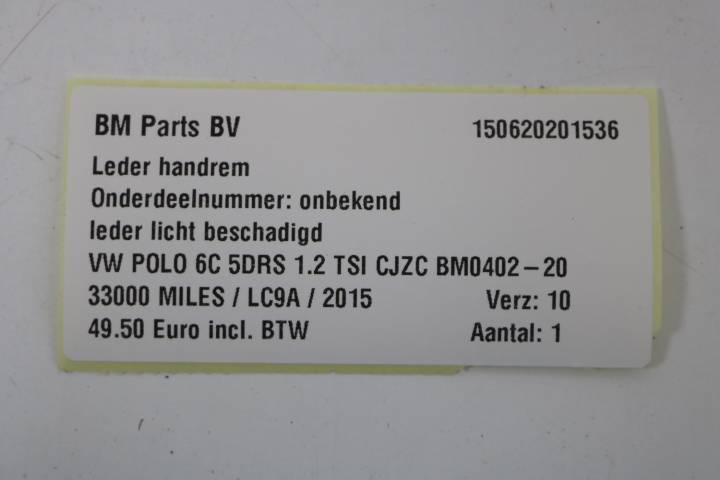 BM Parts BV 150620201536
Leder handrem
Onderdeelnummer: onbekend
leder licht beschadigd
VW POLO 6C 5DRS 1.2 TSI CJZC BM0402-20
33000 MILES / LC9A / 2015 Verz: 10
49.50 Euro incl. BTW Aantal: 1